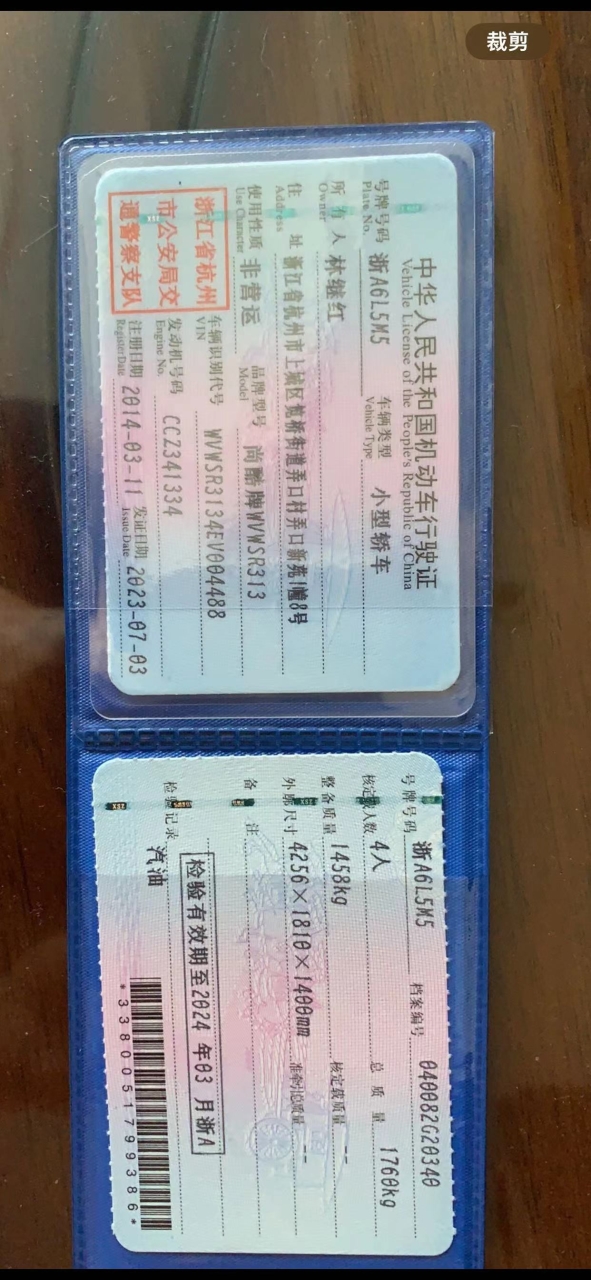 裁剪
中华人民共和国机动车行驶证
Vehicle License of the People's Republic of China
号牌号码 浙A6L5M5 车辆类型 小型轿车
Plate No. Vehicle Type
所有人 林继红
Owner
住址 浙江省杭州市上城区笕桥街道弄口村弄口新苑1幢8号
Address
使用性质 非营运 品牌型号 尚酷牌WVWSR313
Use Character Model
浙江省杭州市公安局交通警察支队
车辆识别代号 WVWSR3134EV004488
VIN
发动机号码 CCZ341334
Engine No.
注册日期 2014-03-11 发证日期 2023-07-03
Register Date Issue Date
号牌号码 浙A6L5M5 档案编号 040082620340
核定载人数 4人 总质量 1760kg
整备质量 1458kg 核定载质量 --
外廓尺寸 4256×1810×1400mm 准牵引总质量 --
备注
检验有效期至2024年03月浙A
检验记录
汽油
*3380051799386*